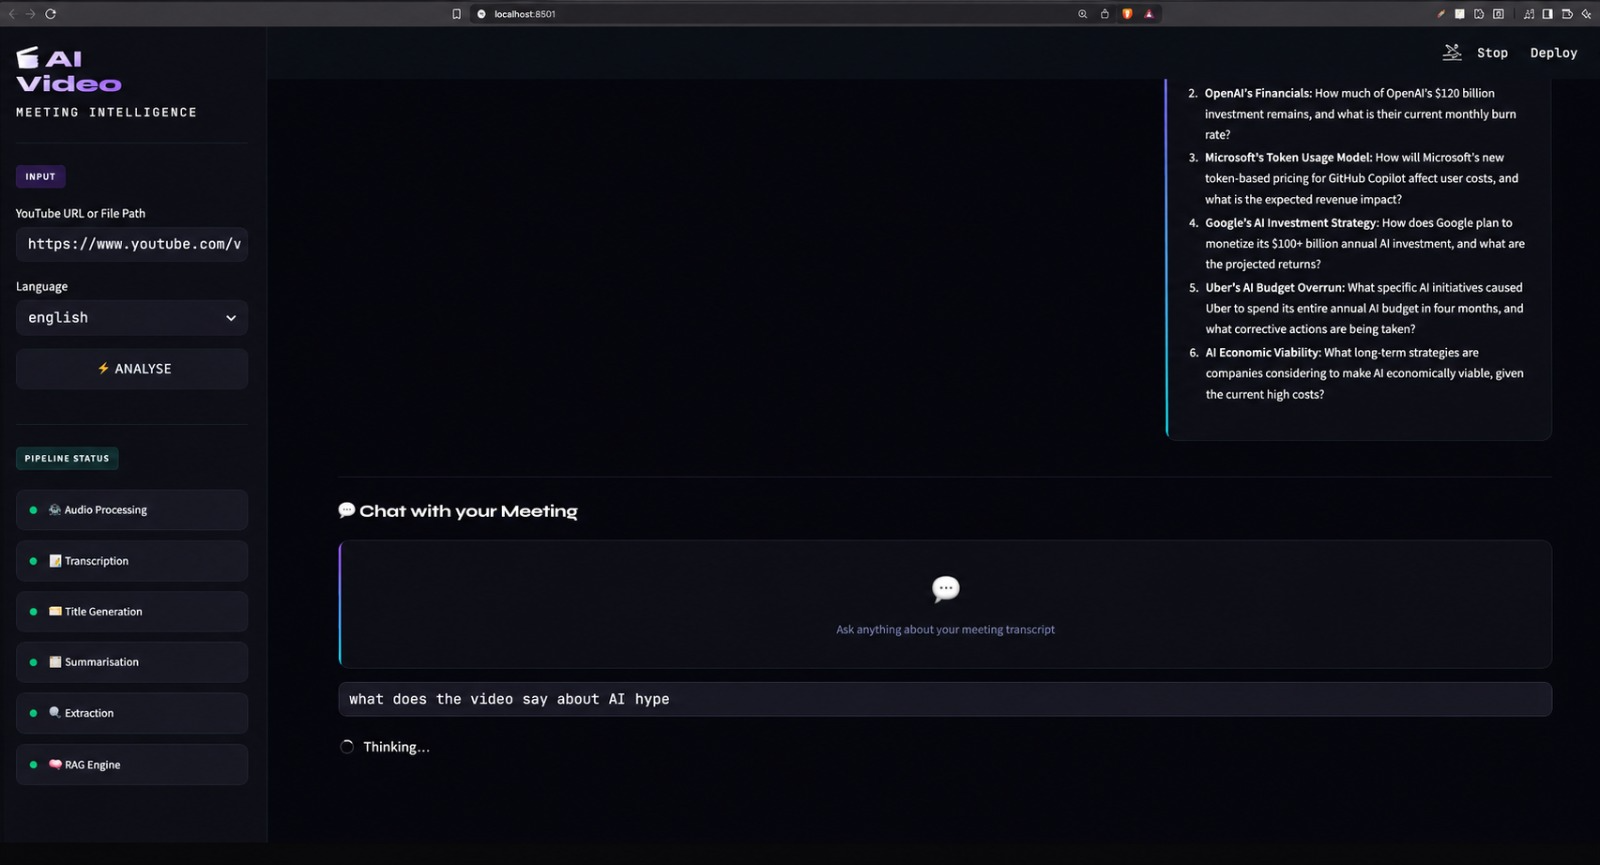 localhost:8501
AI
Video
MEETING INTELLIGENCE
INPUT
YouTube URL or File Path
https://www.youtube.com/v
Language
english
⚡ ANALYSE
PIPELINE STATUS
Audio Processing
Transcription
Title Generation
Summarisation
Extraction
RAG Engine
Stop
Deploy
2. OpenAI's Financials: How much of OpenAI's $120 billion
investment remains, and what is their current monthly burn
rate?
3. Microsoft's Token Usage Model: How will Microsoft's new
token-based pricing for GitHub Copilot affect user costs, and
what is the expected revenue impact?
4. Google's AI Investment Strategy: How does Google plan to
monetize its $100+ billion annual AI investment, and what are
the projected returns?
5. Uber's AI Budget Overrun: What specific AI initiatives caused
Uber to spend its entire annual AI budget in four months, and
what corrective actions are being taken?
6. AI Economic Viability: What long-term strategies are
companies considering to make AI economically viable, given
the current high costs?
Chat with your Meeting
Ask anything about your meeting transcript
what does the video say about AI hype
Thinking...